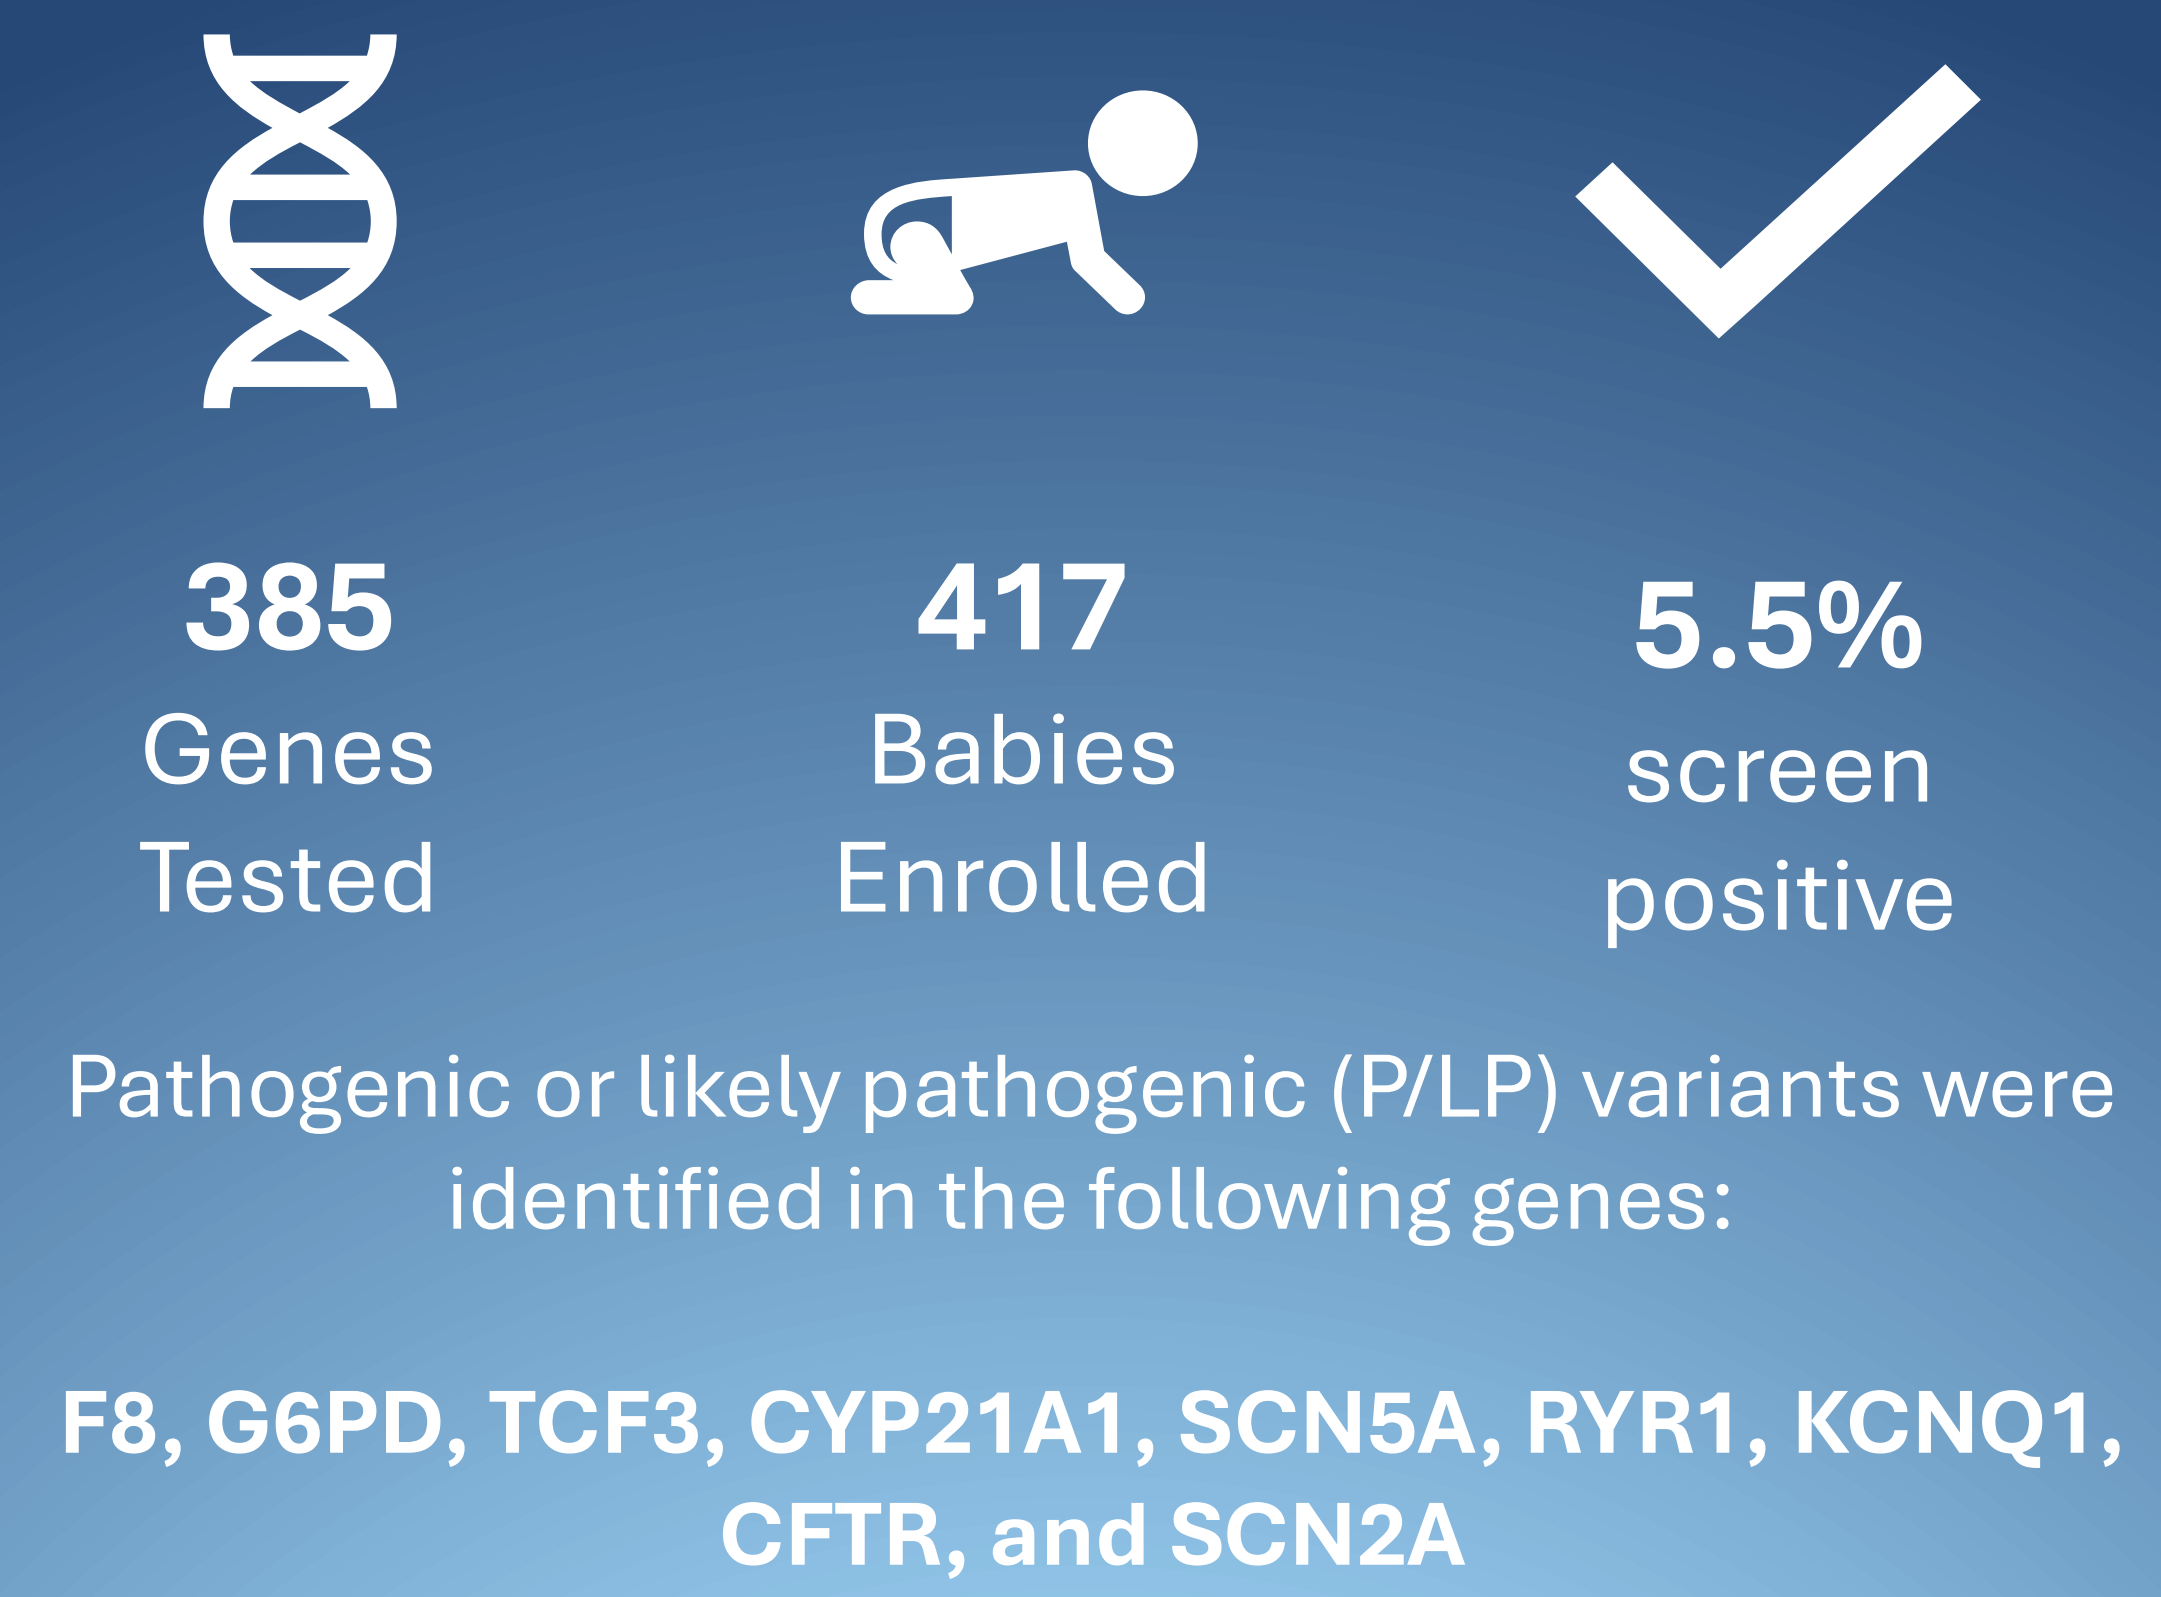 385
Genes
Tested
417
Babies
Enrolled
5.5%
screen
positive
Pathogenic or likely pathogenic (P/LP) variants were
identified in the following genes:
F8, G6PD, TCF3, CYP21A1, SCN5A, RYR1, KCNQ1,
CFTR, and SCN2A